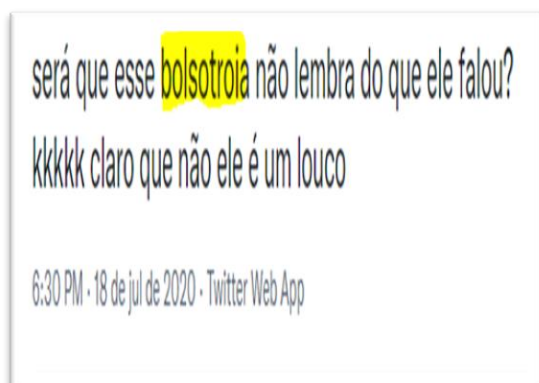 será que esse bolsotroia não lembra do que ele falou?
kkkkk claro que não ele é um louco
6:30 PM · 18 de jul de 2020 · Twitter Web App